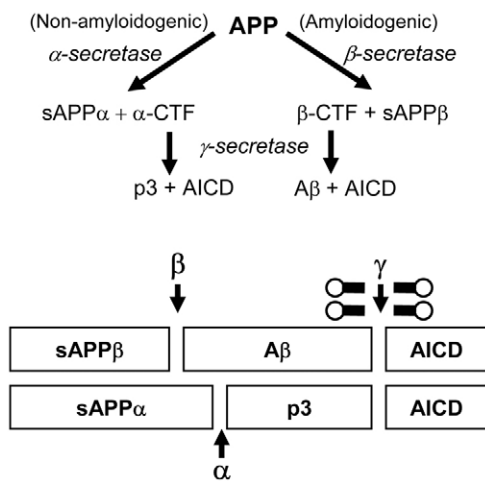 (Non-amyloidogenic) APP (Amyloidogenic)
α-secretase β-secretase
sAPPα + α-CTF β-CTF + sAPPβ
γ-secretase
p3 + AICD Aβ + AICD
β γ
sAPPβ Aβ AICD
sAPPα p3 AICD
α